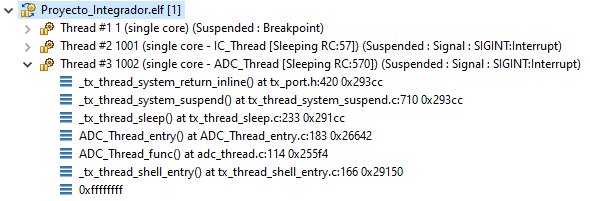 Proyecto_Integrador.elf [1]
Thread #1 1 (single core) (Suspended : Breakpoint)
Thread #2 1001 (single core - IC_Thread [Sleeping RC:57]) (Suspended : Signal : SIGINT:Interrupt)
Thread #3 1002 (single core - ADC_Thread [Sleeping RC:570]) (Suspended : Signal : SIGINT:Interrupt)
_tx_thread_system_return_inline() at tx_port.h:420 0x293cc
_tx_thread_system_suspend() at tx_thread_system_suspend.c:710 0x293cc
_tx_thread_sleep() at tx_thread_sleep.c:233 0x291cc
ADC_Thread_entry() at ADC_Thread_entry.c:183 0x26642
ADC_Thread_func() at adc_thread.c:114 0x255f4
_tx_thread_shell_entry() at tx_thread_shell_entry.c:166 0x29150
0xffffffff